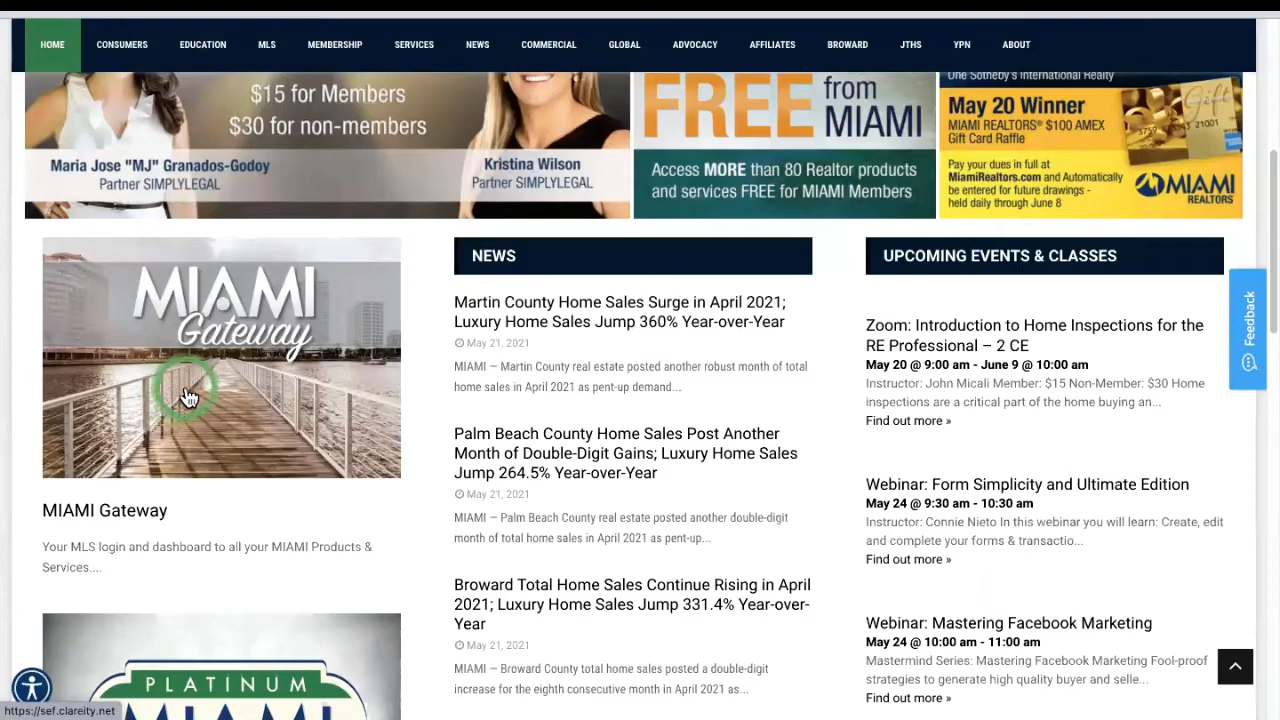 HOME CONSUMERS EDUCATION MLS MEMBERSHIP SERVICES NEWS COMMERCIAL GLOBAL ADVOCACY AFFILIATES BROWARD JTHS YPN ABOUT
$15 for Members
$30 for non-members
Maria Jose "MJ" Granados-Godoy
Partner SIMPLYLEGAL
Kristina Wilson
Partner SIMPLYLEGAL
FREE from
MIAMI
Access MORE than 80 Realtor products
and services FREE for MIAMI Members
One Sotheby's International Realty
May 20 Winner
MIAMI REALTORS® $100 AMEX
Gift Card Raffle
Pay your dues in full at
MiamiRealtors.com and Automatically
be entered for future drawings -
held daily through June 8
Gift
3759 876543 21001
MIAMI
REALTORS®
MIAMI
Gateway
MIAMI Gateway
Your MLS login and dashboard to all your MIAMI Products &
Services....
PLATINUM
MIAMI
NEWS
Martin County Home Sales Surge in April 2021;
Luxury Home Sales Jump 360% Year-over-Year
May 21, 2021
MIAMI — Martin County real estate posted another robust month of total
home sales in April 2021 as pent-up demand...
Palm Beach County Home Sales Post Another
Month of Double-Digit Gains; Luxury Home Sales
Jump 264.5% Year-over-Year
May 21, 2021
MIAMI — Palm Beach County real estate posted another double-digit
month of total home sales in April 2021 as pent-up...
Broward Total Home Sales Continue Rising in April
2021; Luxury Home Sales Jump 331.4% Year-over-
Year
May 21, 2021
MIAMI — Broward County total home sales posted a double-digit
increase for the eighth consecutive month in April 2021 as...
UPCOMING EVENTS & CLASSES
Zoom: Introduction to Home Inspections for the
RE Professional – 2 CE
May 20 @ 9:00 am - June 9 @ 10:00 am
Instructor: John Micali Member: $15 Non-Member: $30 Home
inspections are a critical part of the home buying an...
Find out more »
Webinar: Form Simplicity and Ultimate Edition
May 24 @ 9:30 am - 10:30 am
Instructor: Connie Nieto In this webinar you will learn: Create, edit
and complete your forms & transactio...
Find out more »
Webinar: Mastering Facebook Marketing
May 24 @ 10:00 am - 11:00 am
Mastermind Series: Mastering Facebook Marketing Fool-proof
strategies to generate high quality buyer and selle...
Find out more »
Feedback
https://sef.clareity.net